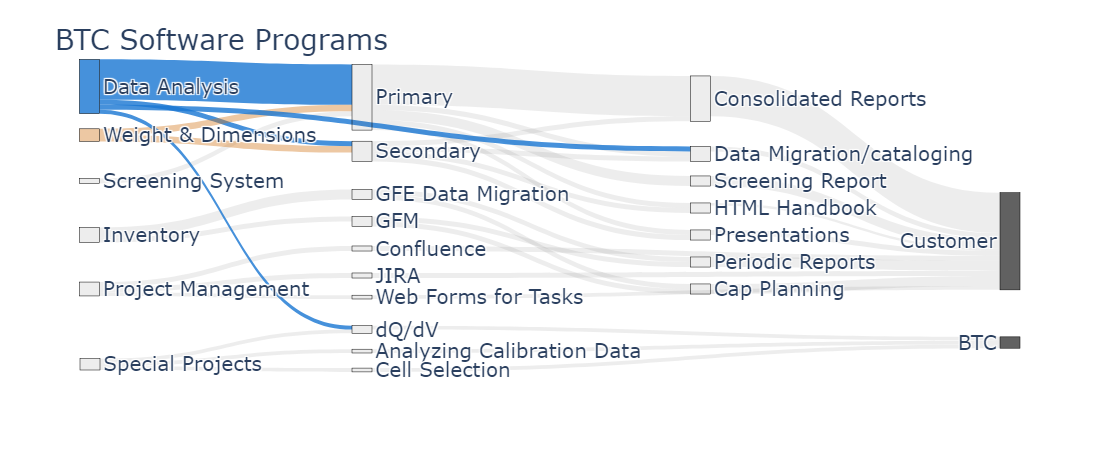 BTC Software Programs
Data Analysis
Weight & Dimensions
Screening System
Inventory
Project Management
Special Projects
Primary
Secondary
GFE Data Migration
GFM
Confluence
JIRA
Web Forms for Tasks
dQ/dV
Analyzing Calibration Data
Cell Selection
Consolidated Reports
Data Migration/cataloging
Screening Report
HTML Handbook
Presentations
Periodic Reports
Cap Planning
Customer
BTC